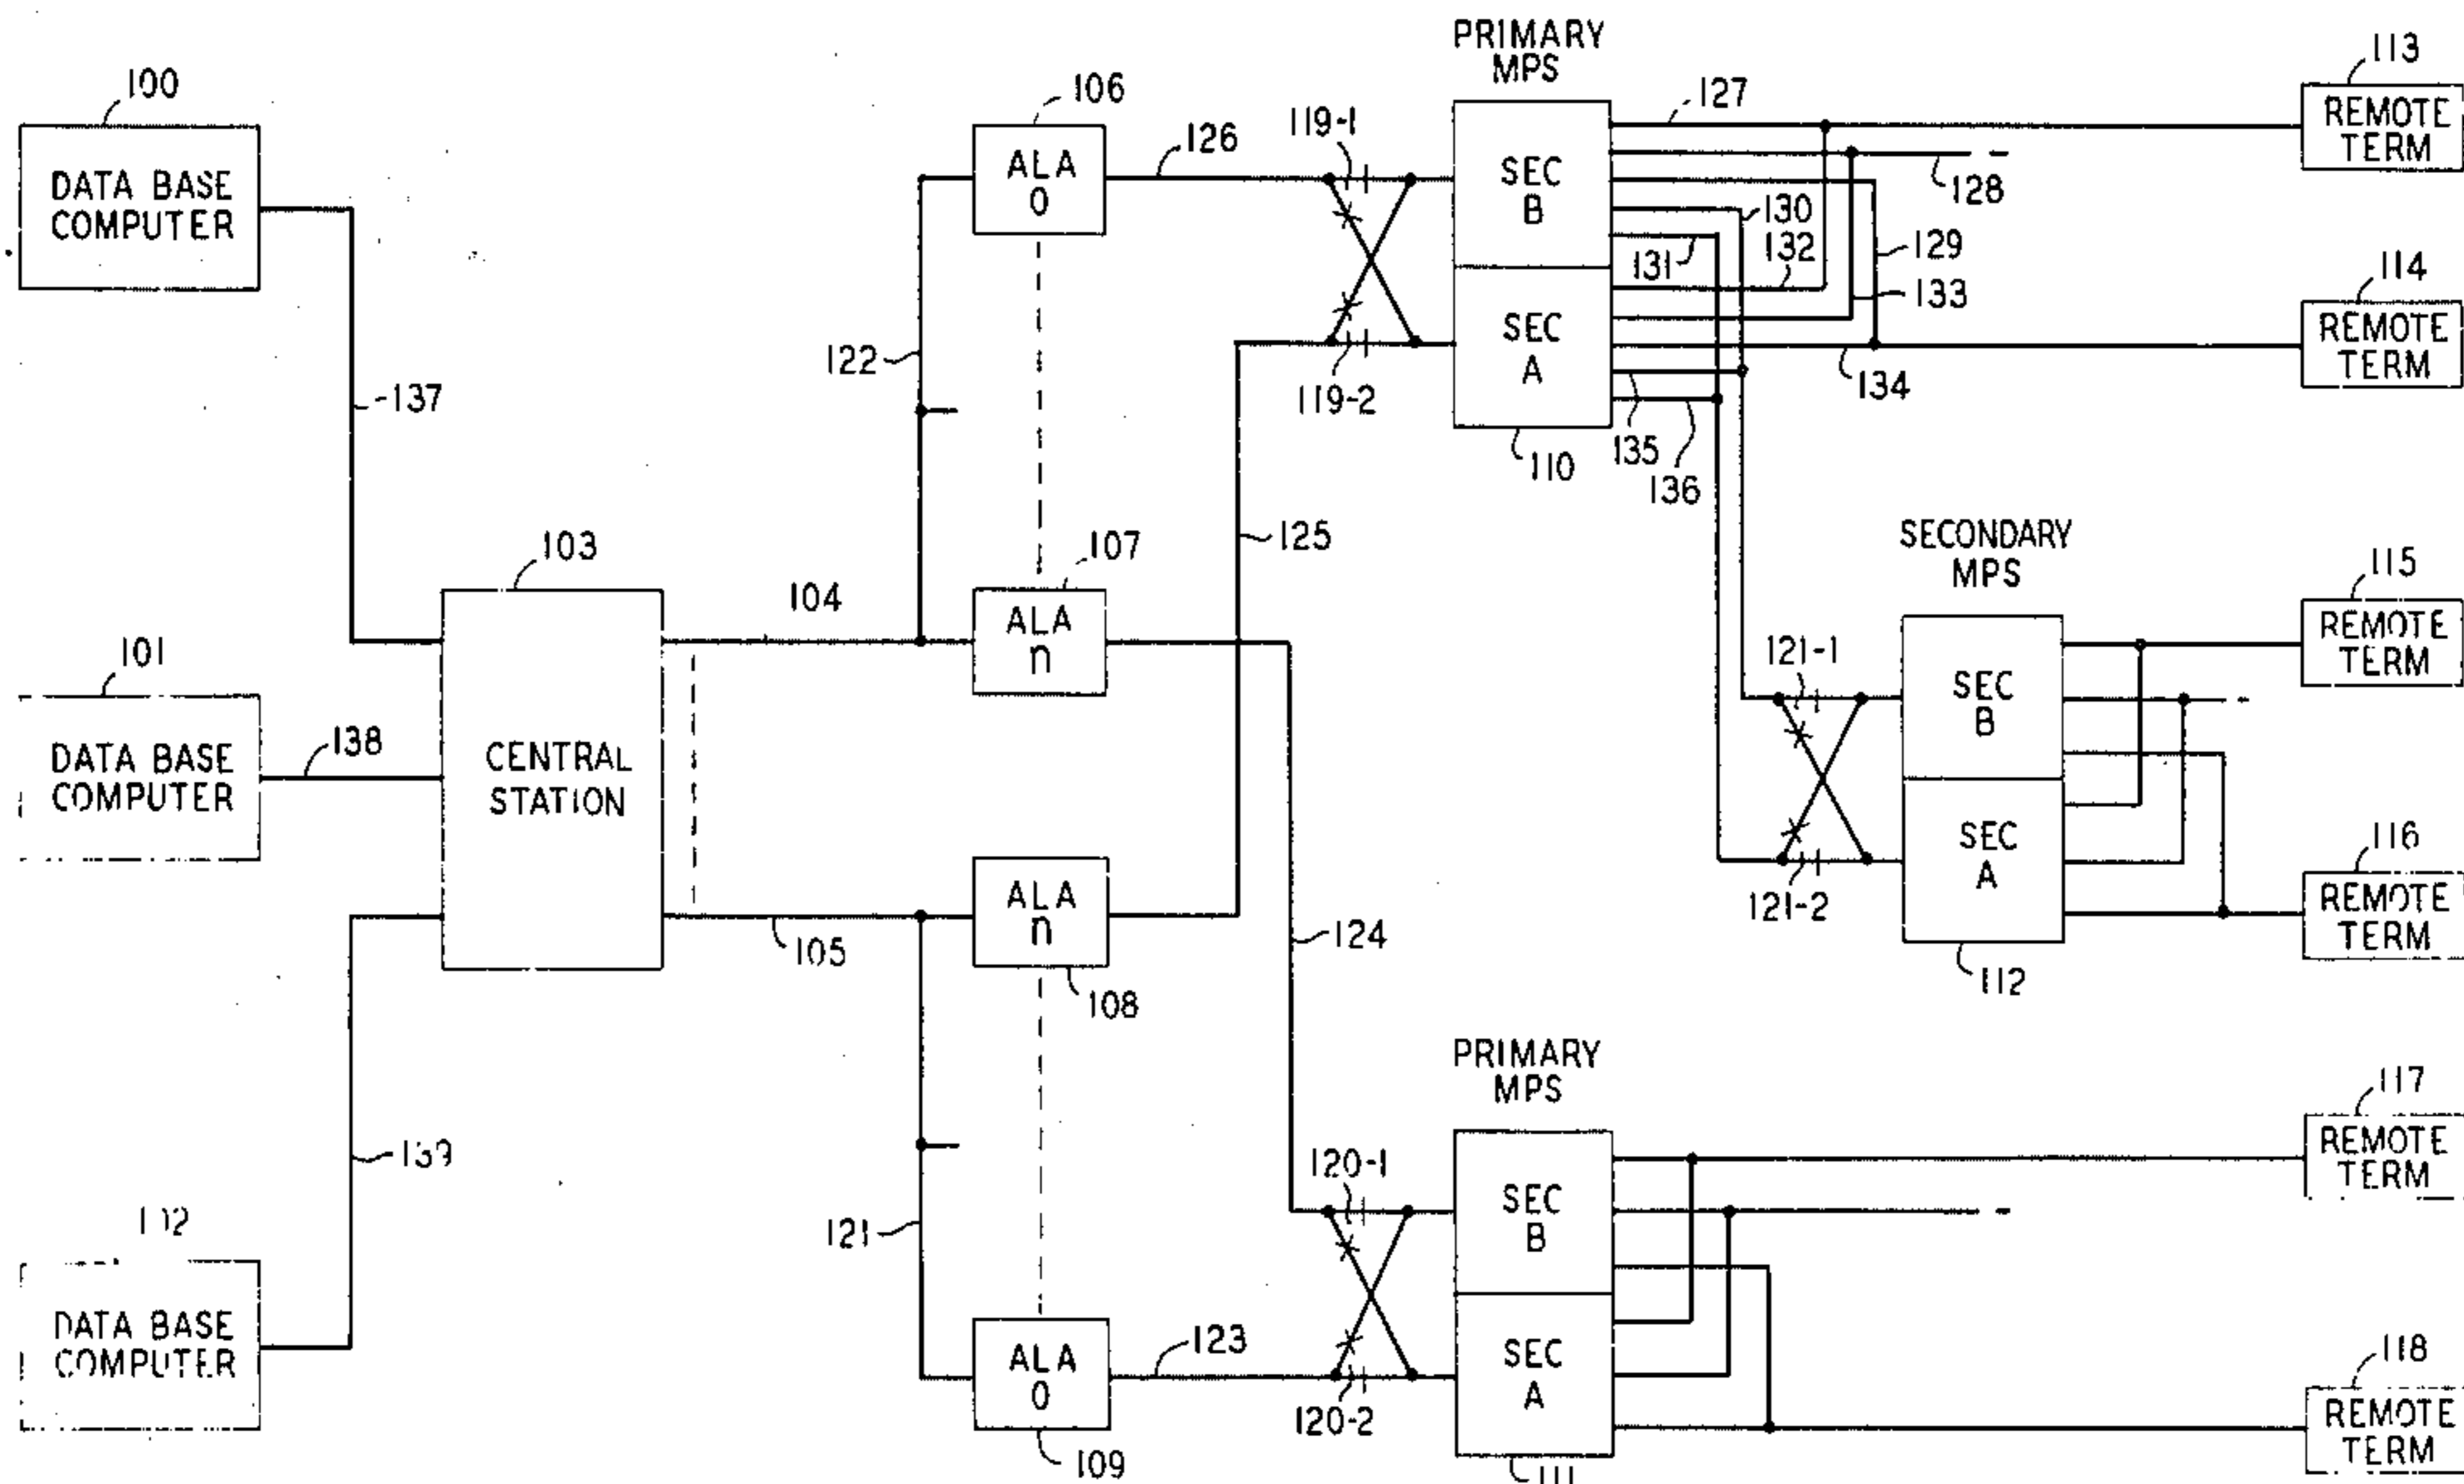 100
DATA BASE
COMPUTER
137
101
DATA BASE
COMPUTER
138
139
102
DATA BASE
COMPUTER
103
CENTRAL
STATION
104
105
122
121
106
ALA
0
126
107
ALA
n
125
ALA
n
108
124
ALA
0
109
123
119-1
119-2
PRIMARY
MPS
SEC
B
SEC
A
110
127
128
130
129
131
132
133
134
135
136
113
REMOTE
TERM
114
REMOTE
TERM
SECONDARY
MPS
121-1
121-2
SEC
B
SEC
A
112
115
REMOTE
TERM
116
REMOTE
TERM
PRIMARY
MPS
120-1
120-2
SEC
B
SEC
A
111
117
REMOTE
TERM
118
REMOTE
TERM